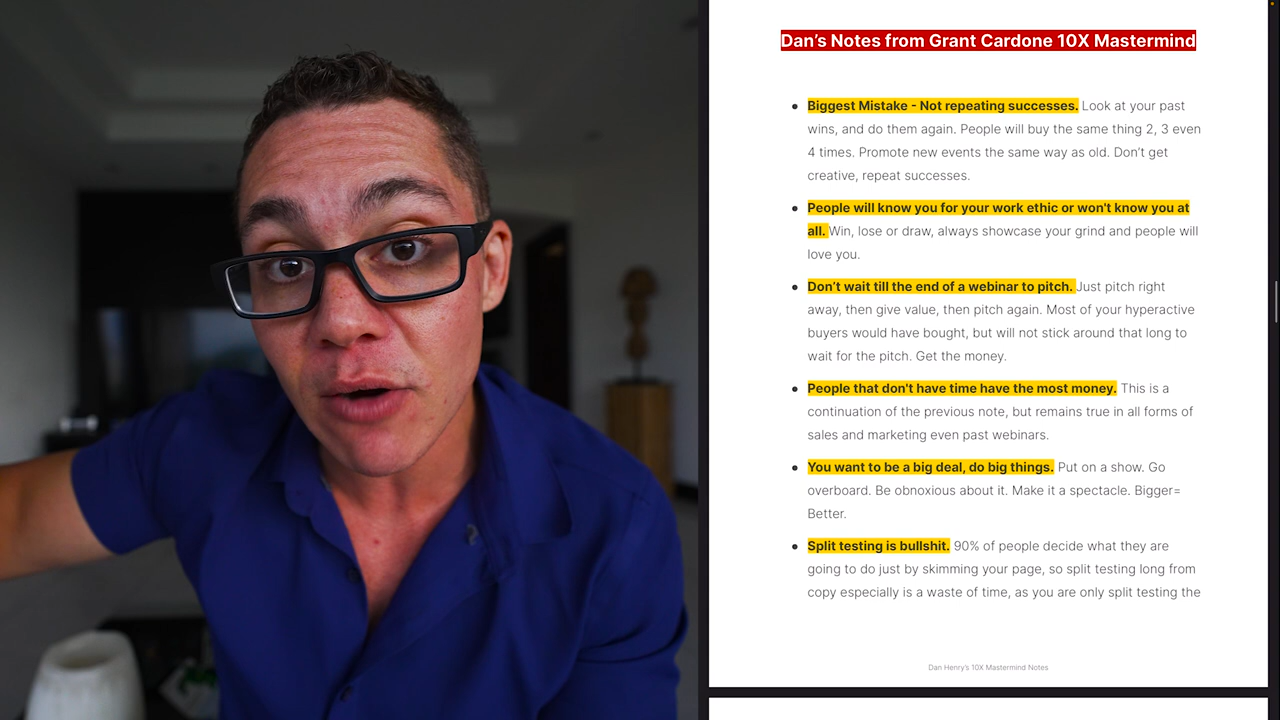 Dan’s Notes from Grant Cardone 10X Mastermind
● Biggest Mistake - Not repeating successes. Look at your past
wins, and do them again. People will buy the same thing 2, 3 even
4 times. Promote new events the same way as old. Don’t get
creative, repeat successes.
● People will know you for your work ethic or won't know you at
all. Win, lose or draw, always showcase your grind and people will
love you.
● Don’t wait till the end of a webinar to pitch. Just pitch right
away, then give value, then pitch again. Most of your hyperactive
buyers would have bought, but will not stick around that long to
wait for the pitch. Get the money.
● People that don't have time have the most money. This is a
continuation of the previous note, but remains true in all forms of
sales and marketing even past webinars.
● You want to be a big deal, do big things. Put on a show. Go
overboard. Be obnoxious about it. Make it a spectacle. Bigger=
Better.
● Split testing is bullshit. 90% of people decide what they are
going to do just by skimming your page, so split testing long from
copy especially is a waste of time, as you are only split testing the
Dan Henry's 10X Mastermind Notes